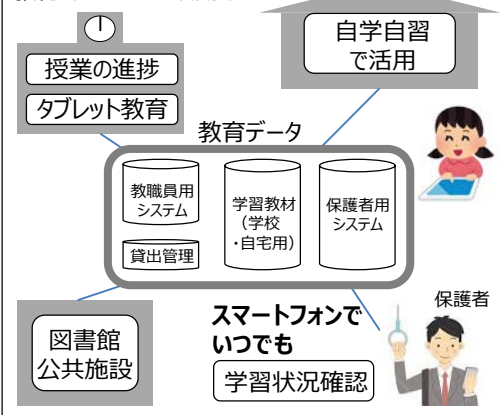 授業の進捗
タブレット教育
自学自習
で活用
教育データ
教職員用
システム
貸出管理
学習教材
（学校
・自宅用）
保護者用
システム
図書館
公共施設
スマートフォンで
いつでも
学習状況確認
保護者